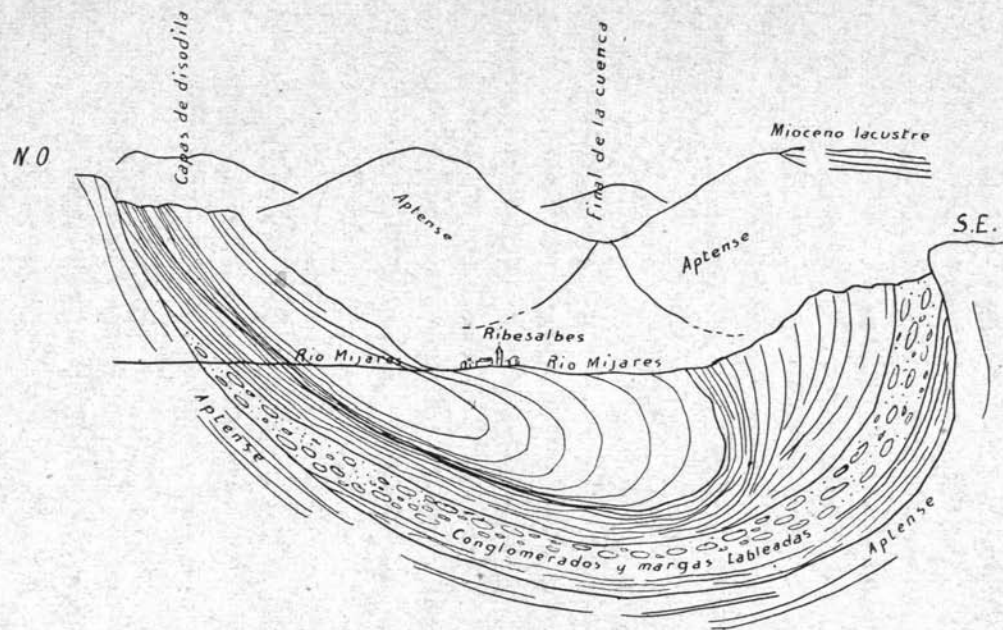 Capas de disodila
Final de la cuenca
Mioceno lacustre
N.O
S.E.
Aptense
Aptense
Ribesalbes
Rio Mijares
Rio Mijares
Aptense
Conglomerados y margas tableadas
Aptense